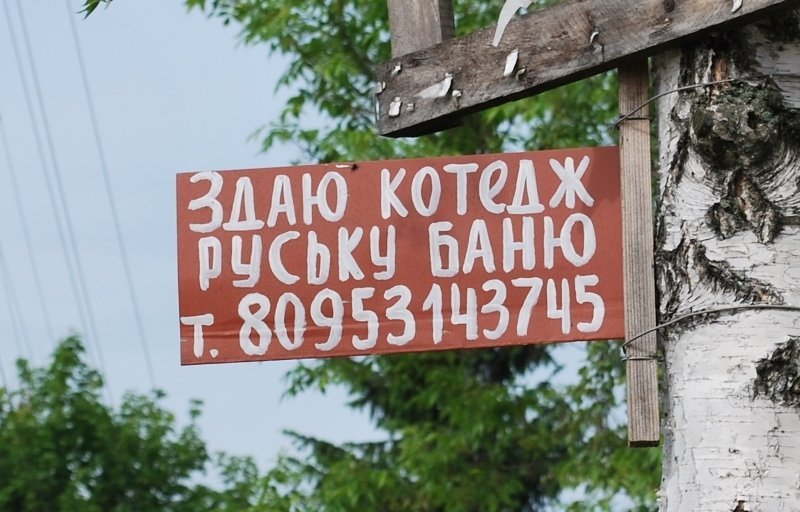 ЗДАЮ КОТЕДЖ
РУСЬКУ БАНЮ
Т. 80953143745